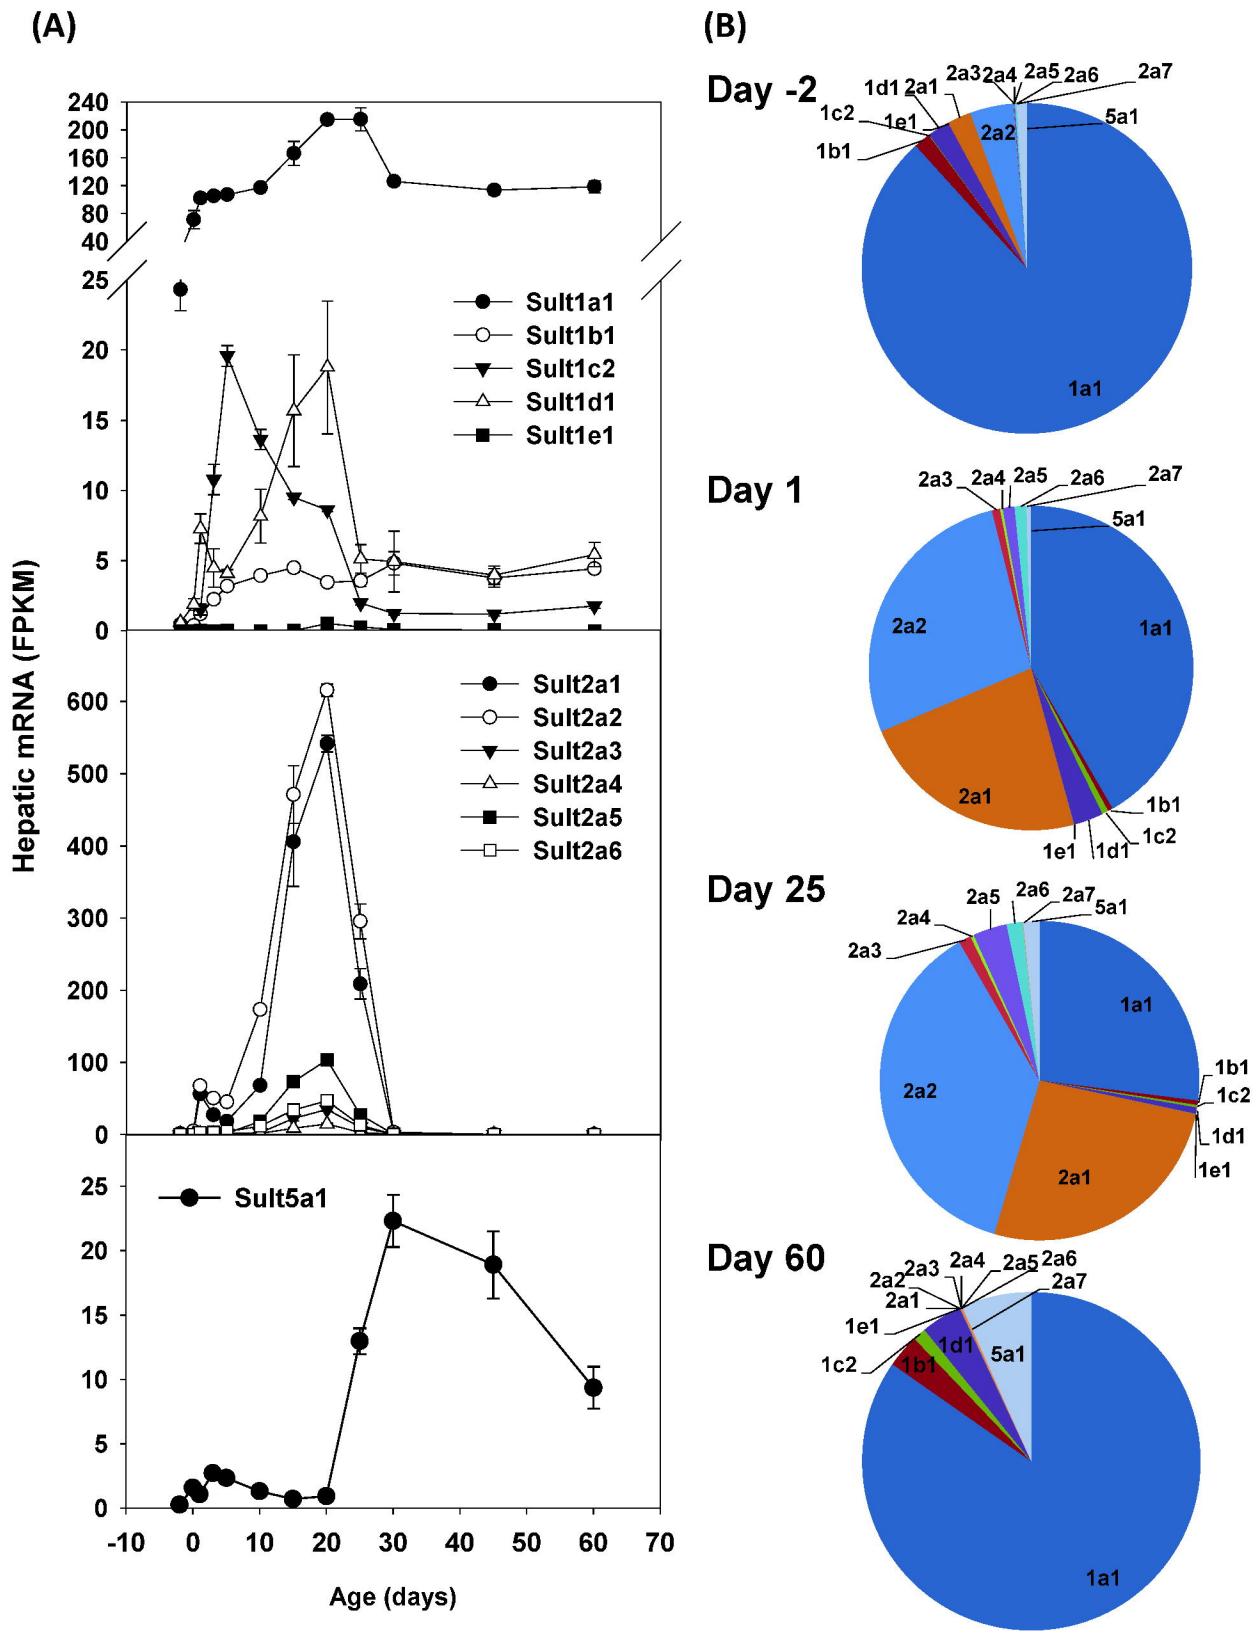 (A)
240
200
160
120
80
40
25
20
15
10
5
0
Sult1a1
Sult1b1
Sult1c2
Sult1d1
Sult1e1
600
500
400
300
200
100
0
Sult2a1
Sult2a2
Sult2a3
Sult2a4
Sult2a5
Sult2a6
25
20
15
10
5
0
Sult5a1
-10 0 10 20 30 40 50 60 70
Age (days)
Hepatic mRNA (FPKM)
(B)
Day -2
1b1
1c2
1d1
1e1
2a1
2a2
2a3
2a4
2a5
2a6
2a7
5a1
1a1
Day 1
2a3
2a4
2a5
2a6
2a7
5a1
1a1
2a2
2a1
1e1
1d1
1c2
1b1
Day 25
2a3
2a4
2a5
2a6
2a7
5a1
1a1
1b1
1c2
1d1
1e1
2a2
2a1
Day 60
1c2
1e1
2a1
2a2
2a3
2a4
2a5
2a6
2a7
1b1
1d1
5a1
1a1